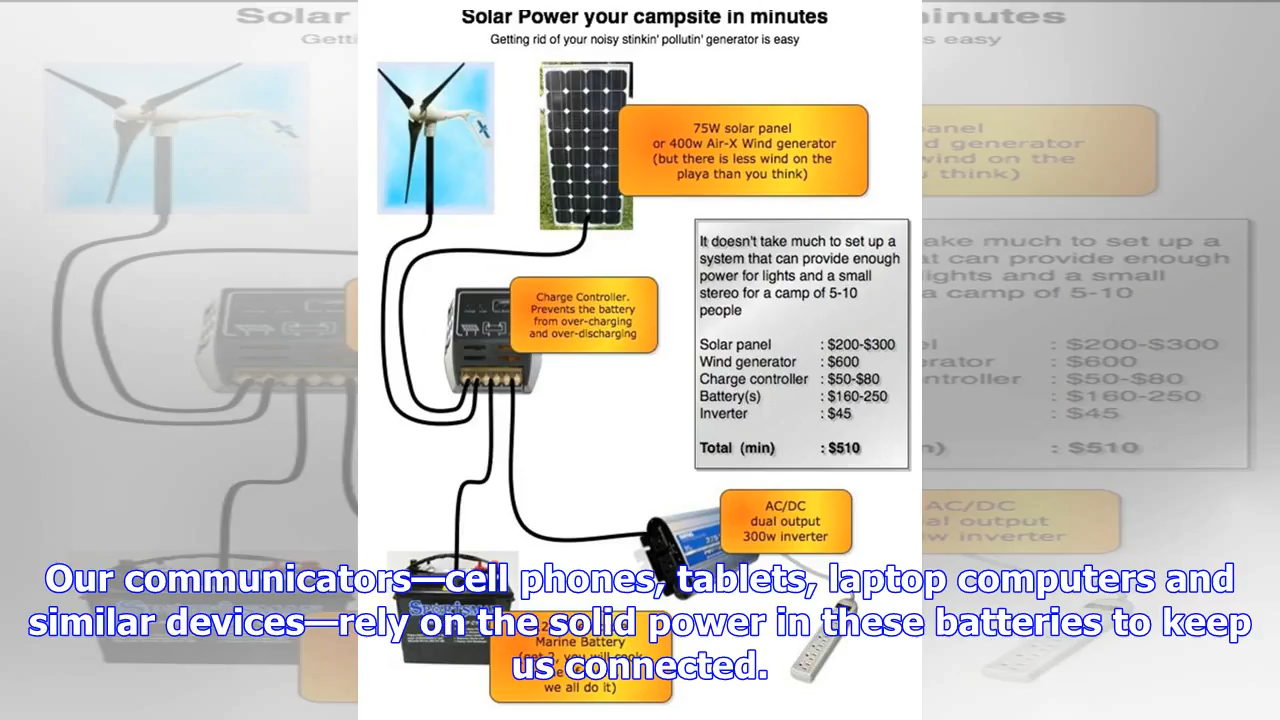 Solar Power your campsite in minutes
Getting rid of your noisy stinkin' pollutin' generator is easy
75W solar panel
or 400w Air-X Wind generator
(but there is less wind on the
playa than you think)
It doesn't take much to set up a
system that can provide enough
power for lights and a small
stereo for a camp of 5-10
people
Solar panel : $200-$300
Wind generator : $600
Charge controller : $50-$80
Battery(s) : $160-250
Inverter : $45
Total (min) : $510
Charge Controller.
Prevents the battery
from over-charging
and over-discharging
AC/DC
dual output
300w inverter
Marine Battery
we all do it)
Our communicators—cell phones, tablets, laptop computers and
similar devices—rely on the solid power in these batteries to keep
us connected.